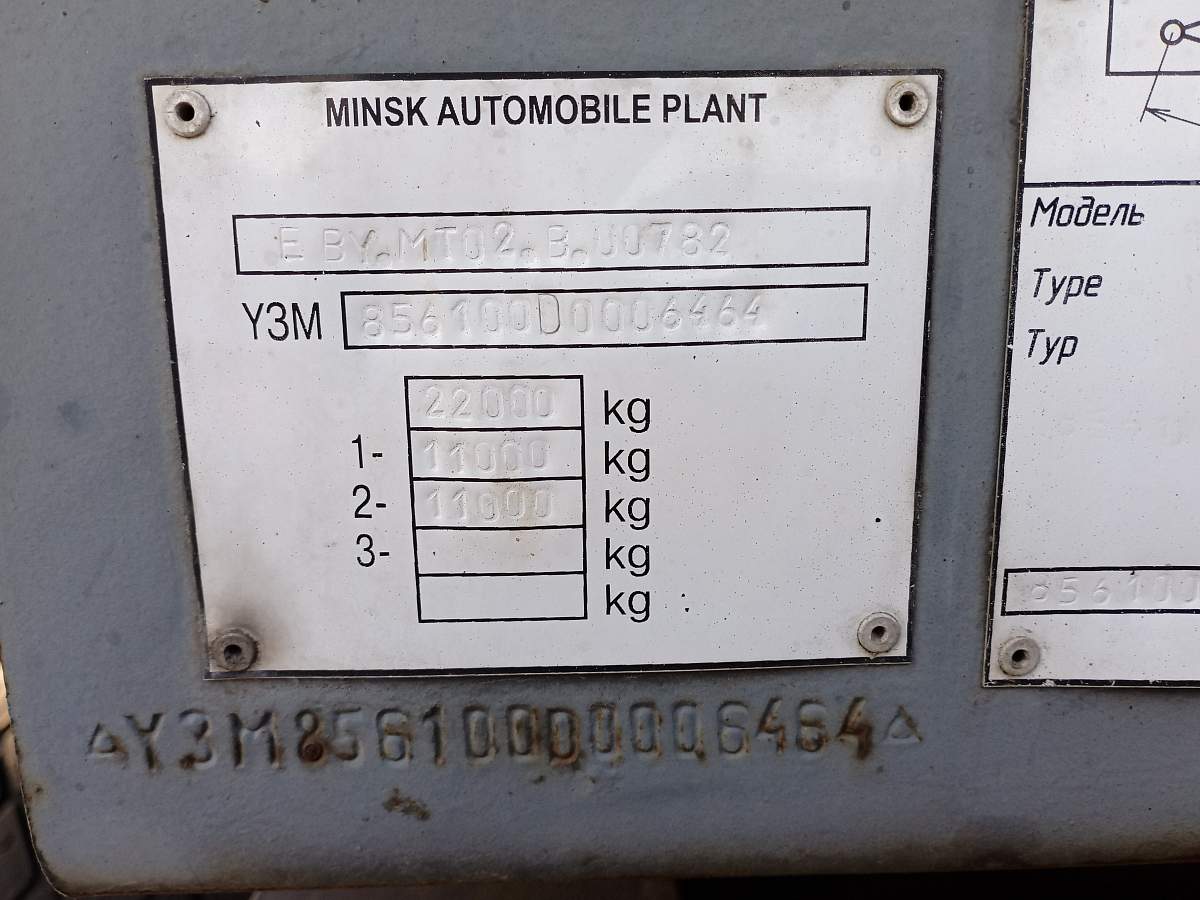 MINSK AUTOMOBILE PLANT
E BY.MT02.B.00782
Y3M 856100D0006464
22000 kg
1- 11000 kg
2- 11000 kg
3- kg
kg
Y3M856100D0006464
Модель
Type
Typ
856100